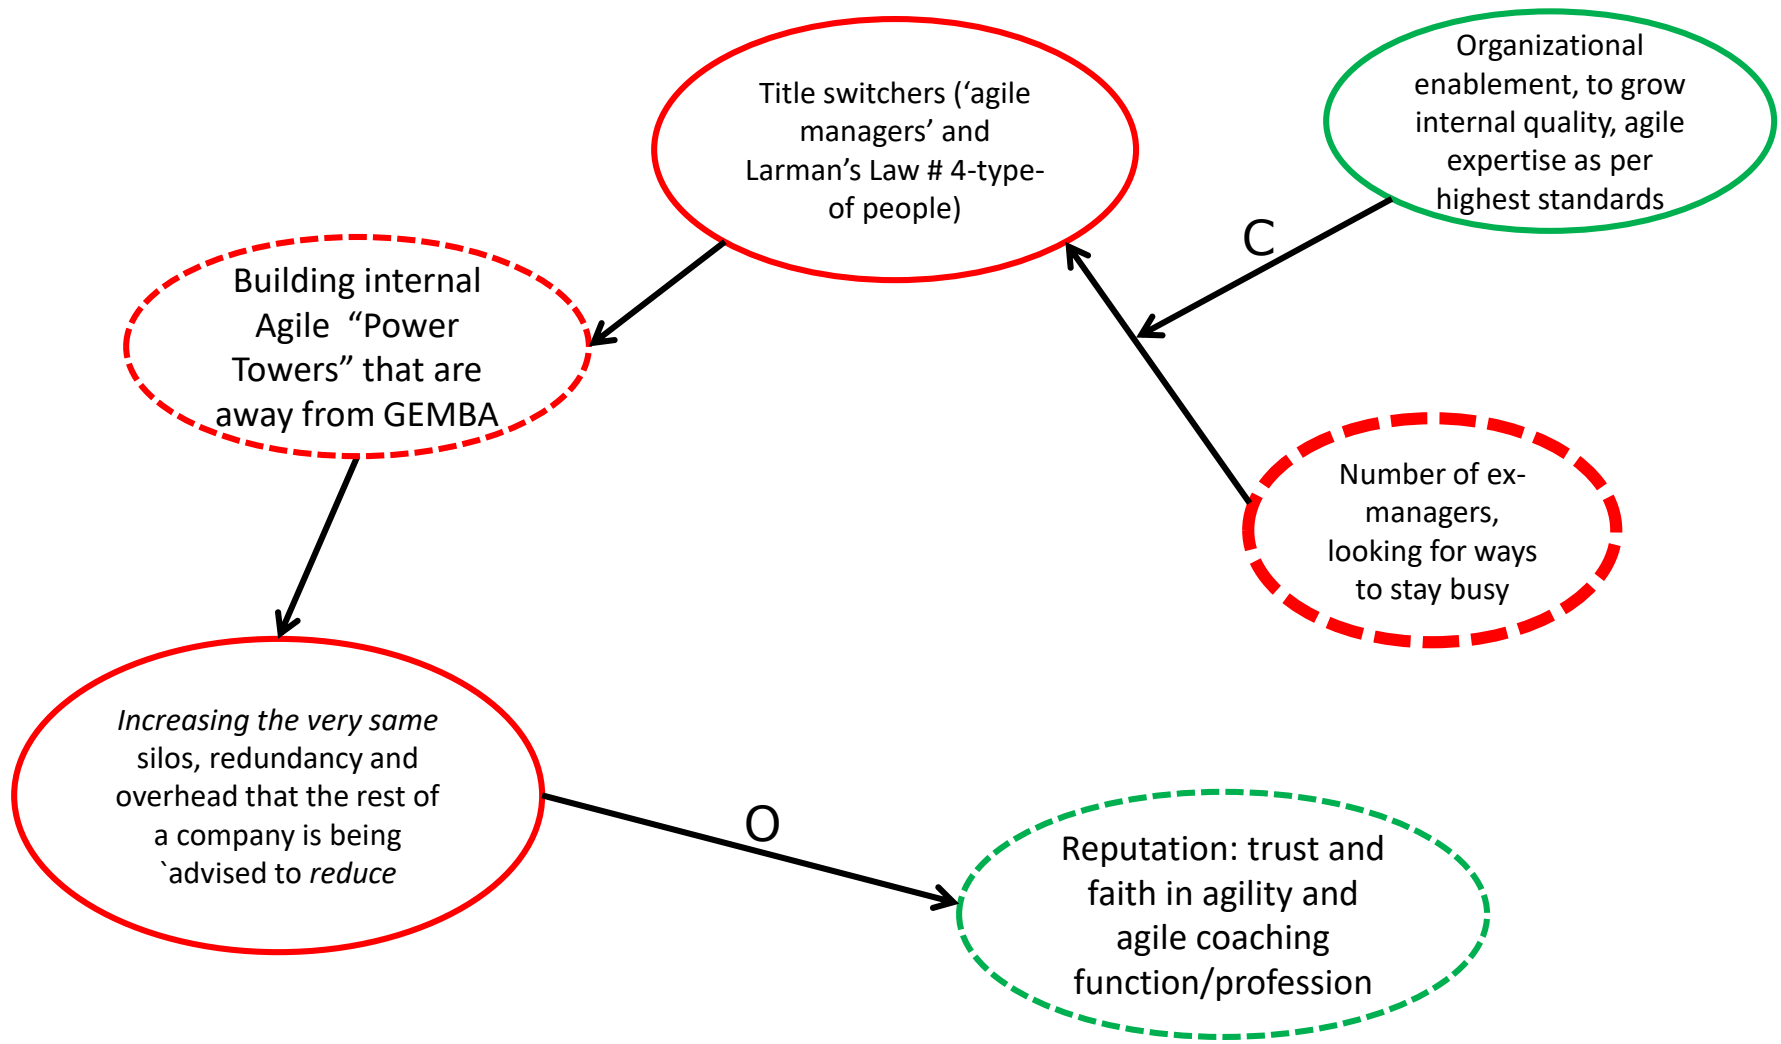 Title switchers (‘agile
managers’ and
Larman’s Law # 4-type-
of people)
Organizational
enablement, to grow
internal quality, agile
expertise as per
highest standards
C
Building internal
Agile “Power
Towers” that are
away from GEMBA
Number of ex-
managers,
looking for ways
to stay busy
Increasing the very same
silos, redundancy and
overhead that the rest of
a company is being
`advised to reduce
O
Reputation: trust and
faith in agility and
agile coaching
function/profession